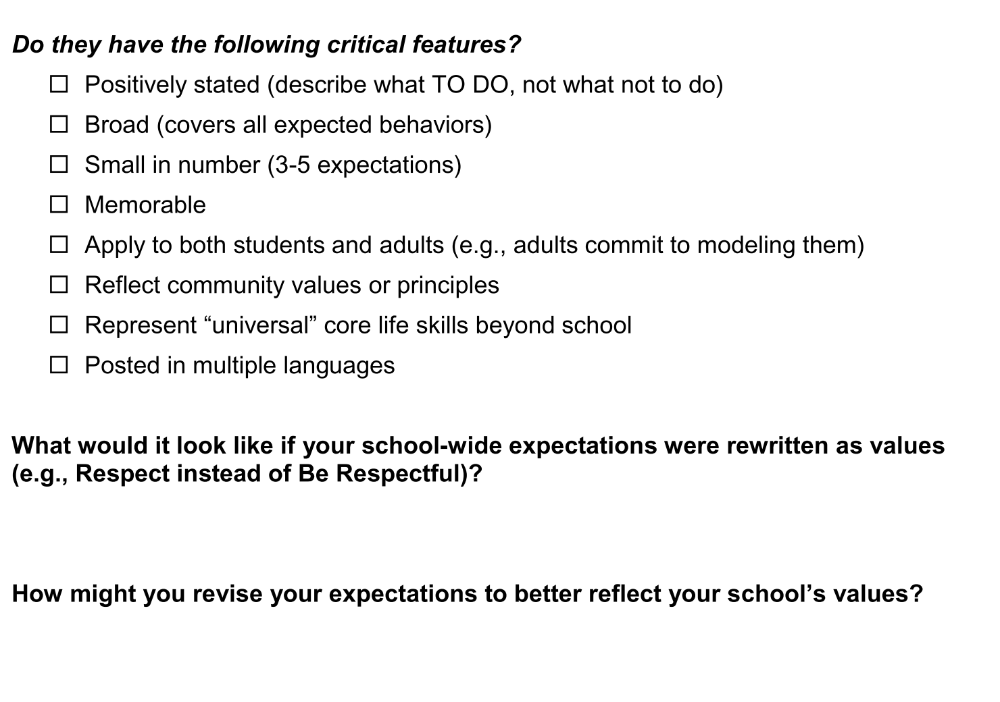 Do they have the following critical features?
☐ Positively stated (describe what TO DO, not what not to do)
☐ Broad (covers all expected behaviors)
☐ Small in number (3-5 expectations)
☐ Memorable
☐ Apply to both students and adults (e.g., adults commit to modeling them)
☐ Reflect community values or principles
☐ Represent “universal” core life skills beyond school
☐ Posted in multiple languages
What would it look like if your school-wide expectations were rewritten as values
(e.g., Respect instead of Be Respectful)?
How might you revise your expectations to better reflect your school’s values?